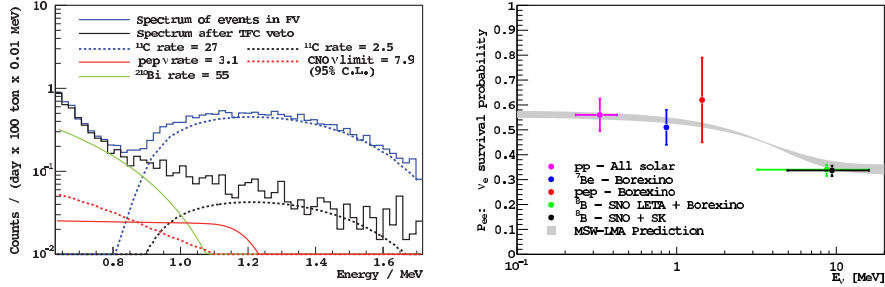 10
1
10⁻¹
10⁻²
Counts / (day x 100 ton x 0.01 MeV)
Spectrum of events in FV
Spectrum after TFC veto
¹¹C rate = 27
¹¹C rate = 2.5
pep ν rate = 3.1
CNO ν limit = 7.9
(95% C.L.)
²¹⁰Bi rate = 55
0.8 1.0 1.2 1.4 1.6
Energy / MeV
Pee: νe survival probability
1
0.9
0.8
0.7
0.6
0.5
0.4
0.3
0.2
0.1
0
pp - All solar
⁷Be - Borexino
pep - Borexino
⁸B - SNO LETA + Borexino
⁸B - SNO + SK
MSW-LMA Prediction
10⁻¹ 1 10
Eν [MeV]